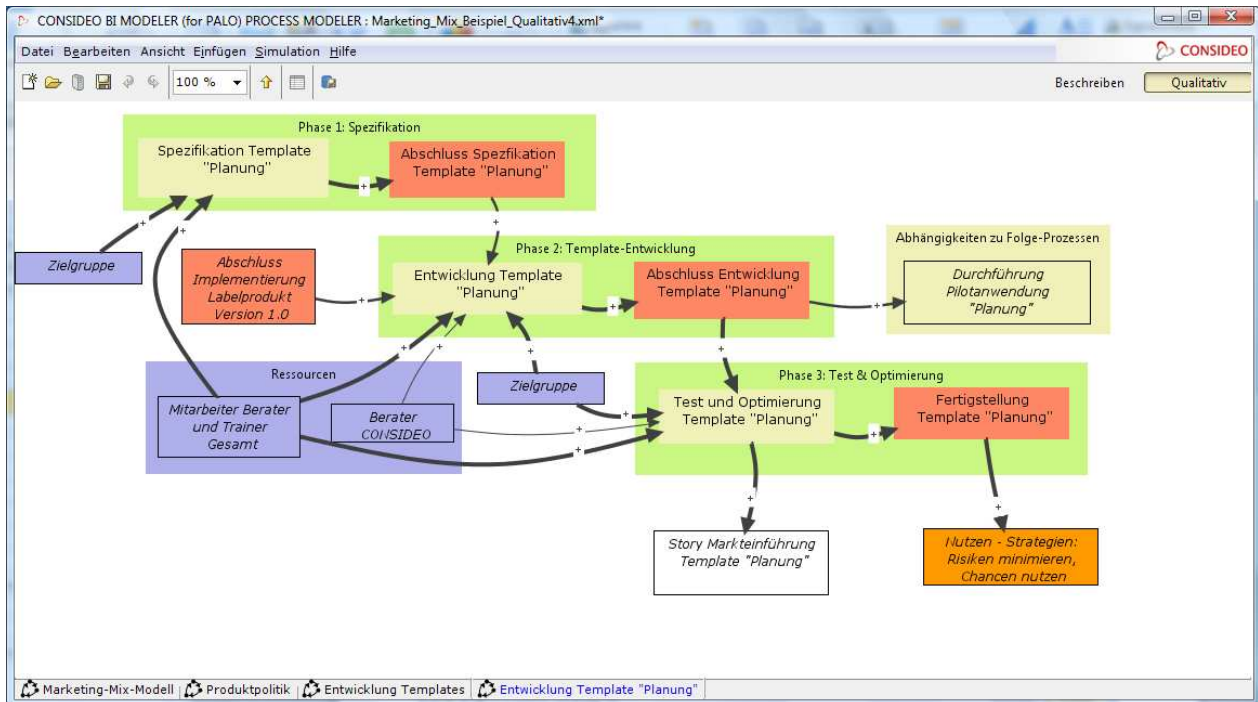 CONSIDEO BI MODELER (for PALO) PROCESS MODELER : Marketing_Mix_Beispiel_Qualitativ4.xml*
Datei Bearbeiten Ansicht Einfügen Simulation Hilfe
CONSIDEO
100 %
Beschreiben
Qualitativ
Phase 1: Spezifikation
Spezifikation Template
"Planung"
Abschluss Spezfikation
Template "Planung"
+
+
+
+
Zielgruppe
Abschluss
Implementierung
Labelprodukt
Version 1.0
+
Phase 2: Template-Entwicklung
Entwicklung Template
"Planung"
Abschluss Entwicklung
Template "Planung"
+
+
Abhängigkeiten zu Folge-Prozessen
Durchführung
Pilotanwendung
"Planung"
+
+
+
+
Ressourcen
Mitarbeiter Berater
und Trainer
Gesamt
Berater
CONSIDEO
Zielgruppe
+
+
+
Phase 3: Test & Optimierung
Test und Optimierung
Template "Planung"
Fertigstellung
Template "Planung"
+
+
+
Story Markteinführung
Template "Planung"
Nutzen - Strategien:
Risiken minimieren,
Chancen nutzen
Marketing-Mix-Modell
Produktpolitik
Entwicklung Templates
Entwicklung Template "Planung"